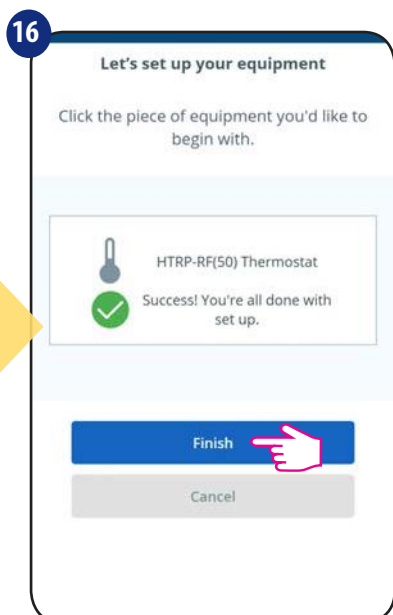 16
Let's set up your equipment
Click the piece of equipment you'd like to
begin with.
HTRP-RF(50) Thermostat
Success! You're all done with
set up.
Finish
Cancel